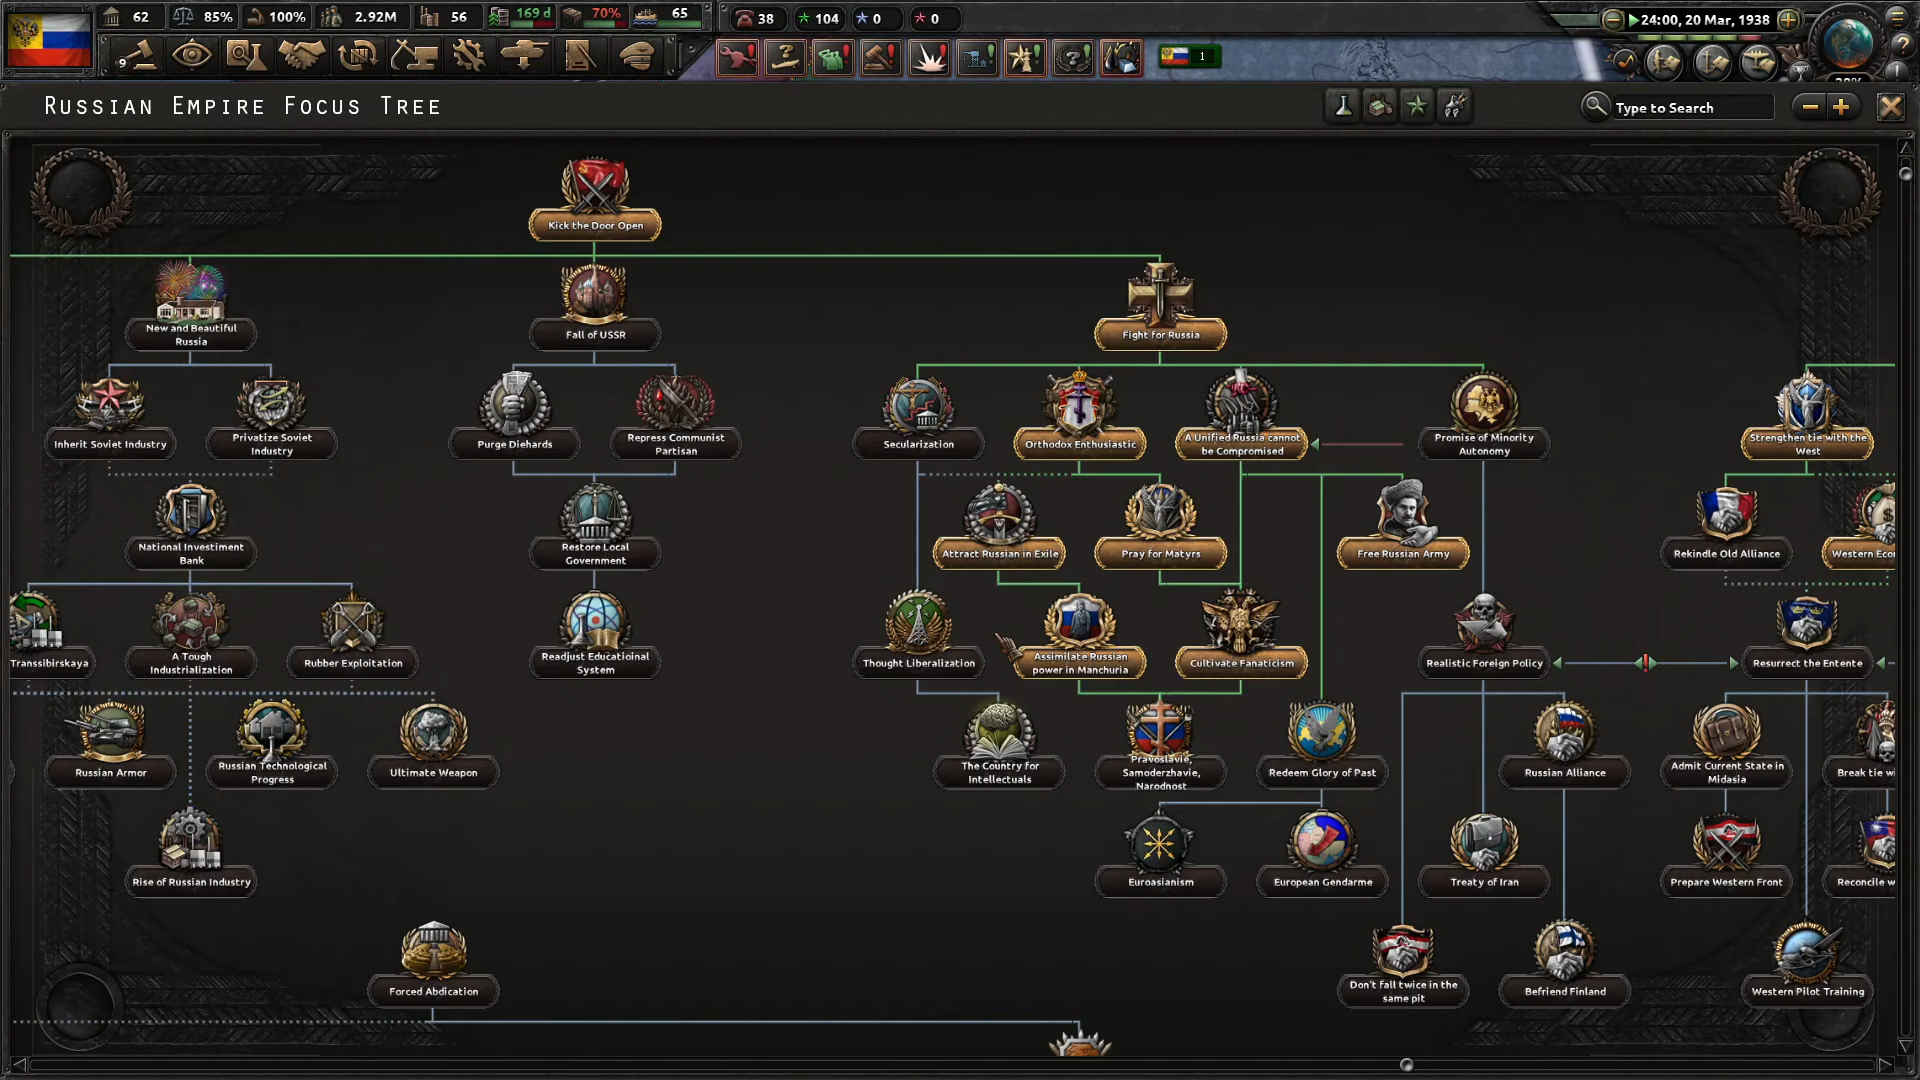 62
85%
100%
2.92M
56
169 d
70%
65
38
104
0
0
24:00, 20 Mar, 1938
9
1
RUSSIAN EMPIRE FOCUS TREE
Type to Search
Kick the Door Open
New and Beautiful
Russia
Fall of USSR
Fight for Russia
Inherit Soviet Industry
Privatize Soviet
Industry
Purge Diehards
Repress Communist
Partisan
Secularization
Orthodox Enthusiastic
A Unified Russia cannot
be Compromised
Promise of Minority
Autonomy
Strengthen tie with the
West
National Investiment
Bank
Restore Local
Government
Attract Russian in Exile
Pray for Matyrs
Free Russian Army
Rekindle Old Alliance
Western Econ
Transsibirskaya
A Tough
Industrialization
Rubber Exploitation
Readjust Educatioinal
System
Thought Liberalization
Assimilate Russian
power in Manchuria
Cultivate Fanaticism
Realistic Foreign Policy
Resurrect the Entente
Russian Armor
Russian Technological
Progress
Ultimate Weapon
The Country for
Intellectuals
Pravoslavie,
Samoderzhavie,
Narodnost
Redeem Glory of Past
Russian Alliance
Admit Current State in
Midasia
Break tie wi
Rise of Russian Industry
Euroasianism
European Gendarme
Treaty of Iran
Prepare Western Front
Reconcile w
Forced Abdication
Don't fall twice in the
same pit
Befriend Finland
Western Pilot Training